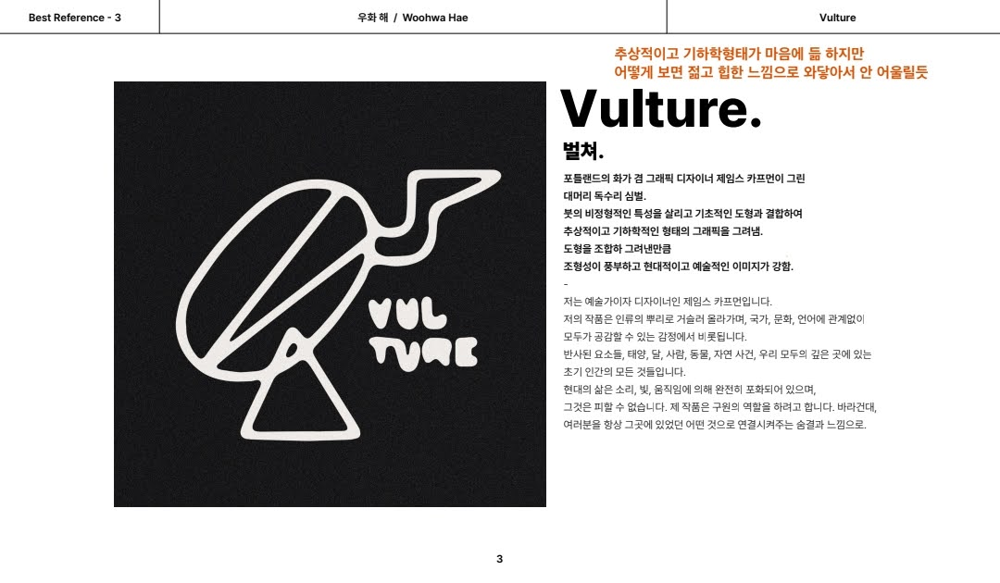 Best Reference - 3
우화 해 / Woohwa Hae
Vulture
추상적이고 기하학형태가 마음에 듦 하지만
어떻게 보면 젊고 힙한 느낌으로 와닿아서 안 어울릴듯
Vulture.
벌쳐.
포틀랜드의 화가 겸 그래픽 디자이너 제임스 카프먼이 그린
대머리 독수리 심벌.
붓의 비정형적인 특성을 살리고 기초적인 도형과 결합하여
추상적이고 기하학적인 형태의 그래픽을 그려냄.
도형을 조합하 그려낸만큼
조형성이 풍부하고 현대적이고 예술적인 이미지가 강함.
-
저는 예술가이자 디자이너인 제임스 카프먼입니다.
저의 작품은 인류의 뿌리로 거슬러 올라가며, 국가, 문화, 언어에 관계없이
모두가 공감할 수 있는 감정에서 비롯됩니다.
반사된 요소들, 태양, 달, 사람, 동물, 자연 사건, 우리 모두의 깊은 곳에 있는
초기 인간의 모든 것들입니다.
현대의 삶은 소리, 빛, 움직임에 의해 완전히 포화되어 있으며,
그것은 피할 수 없습니다. 제 작품은 구원의 역할을 하려고 합니다. 바라건대,
여러분을 항상 그곳에 있었던 어떤 것으로 연결시켜주는 숨결과 느낌으로.
VUL
TURE
3